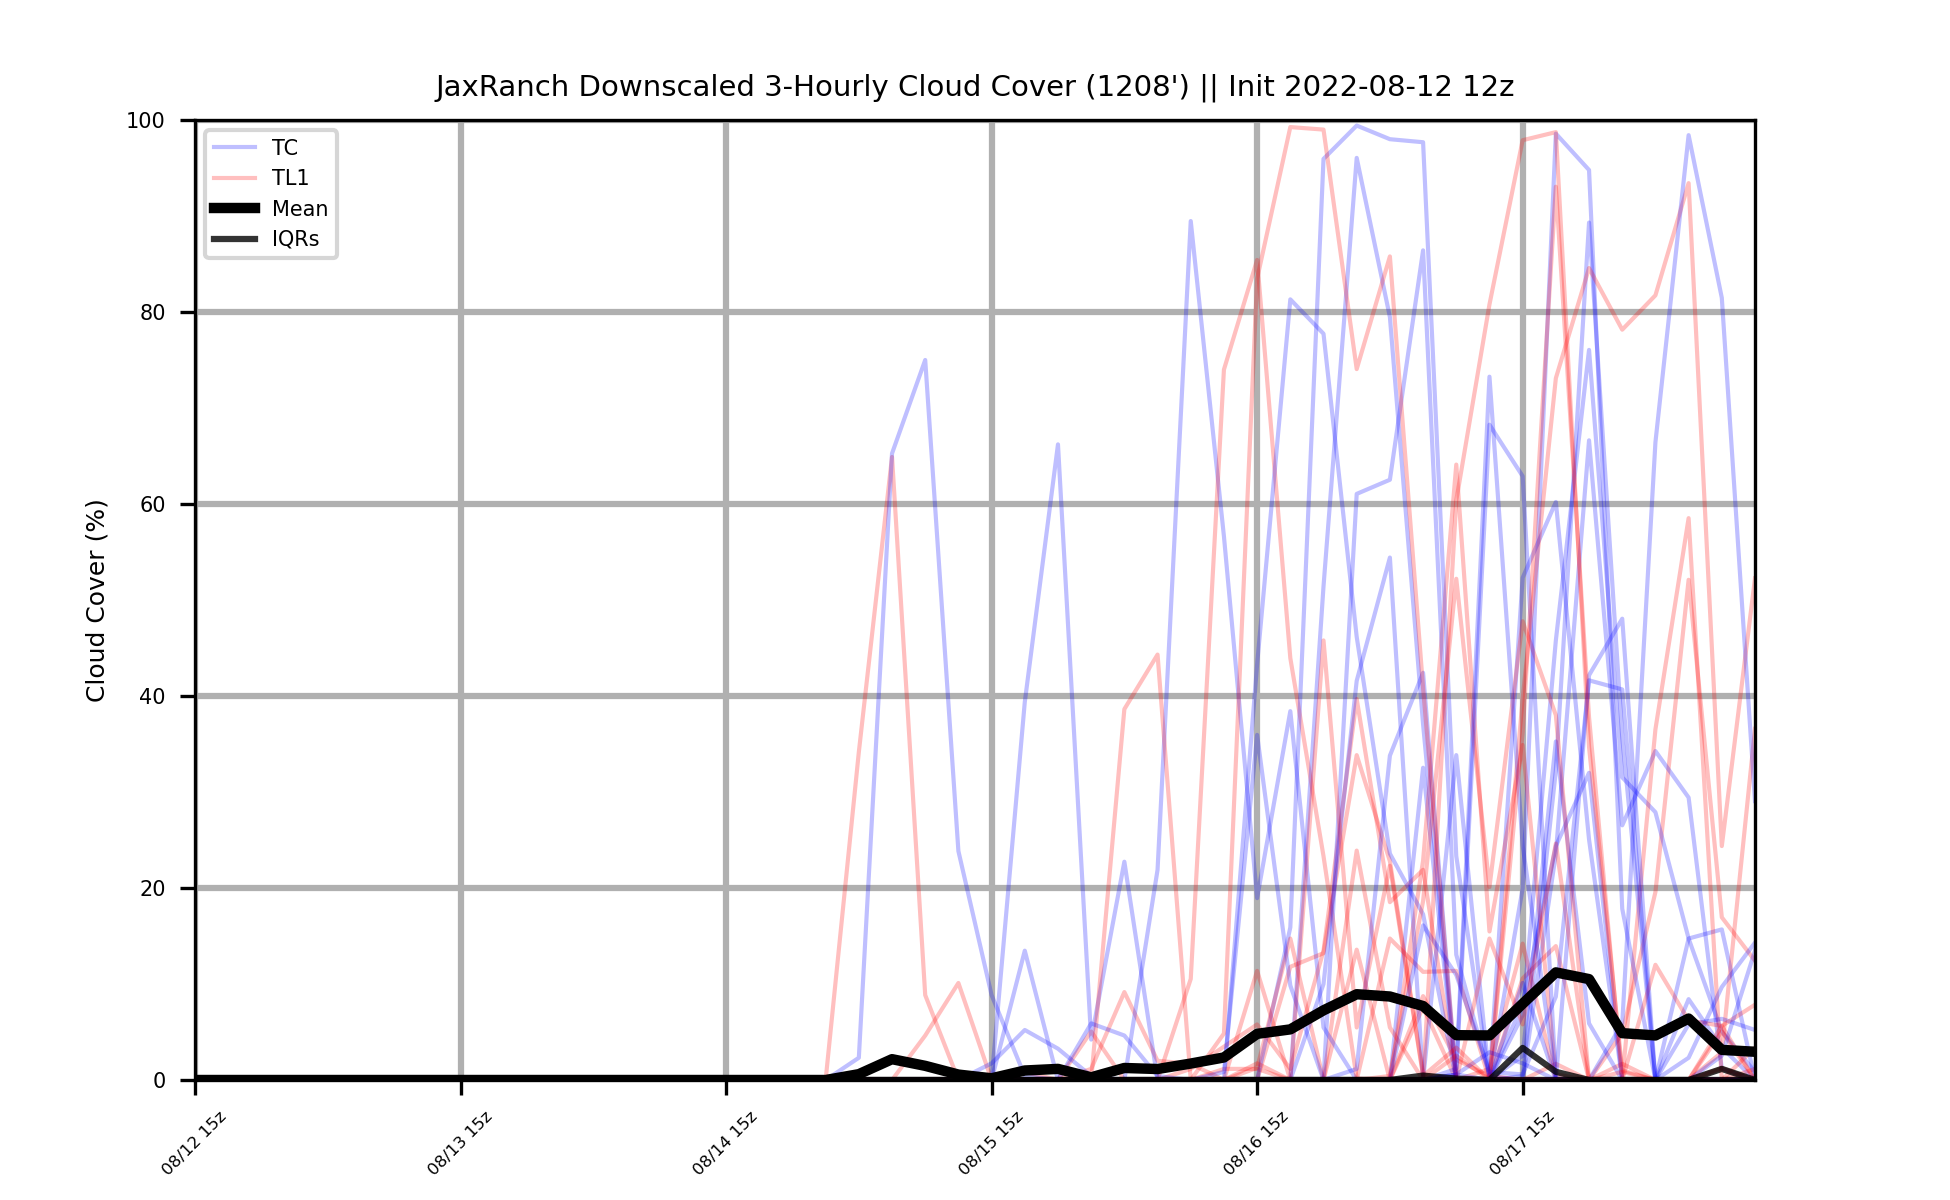 JaxRanch Downscaled 3-Hourly Cloud Cover (1208') || Init 2022-08-12 12z
100
80
60
40
20
0
Cloud Cover (%)
TC
TL1
Mean
IQRs
08/12 15z
08/13 15z
08/14 15z
08/15 15z
08/16 15z
08/17 15z